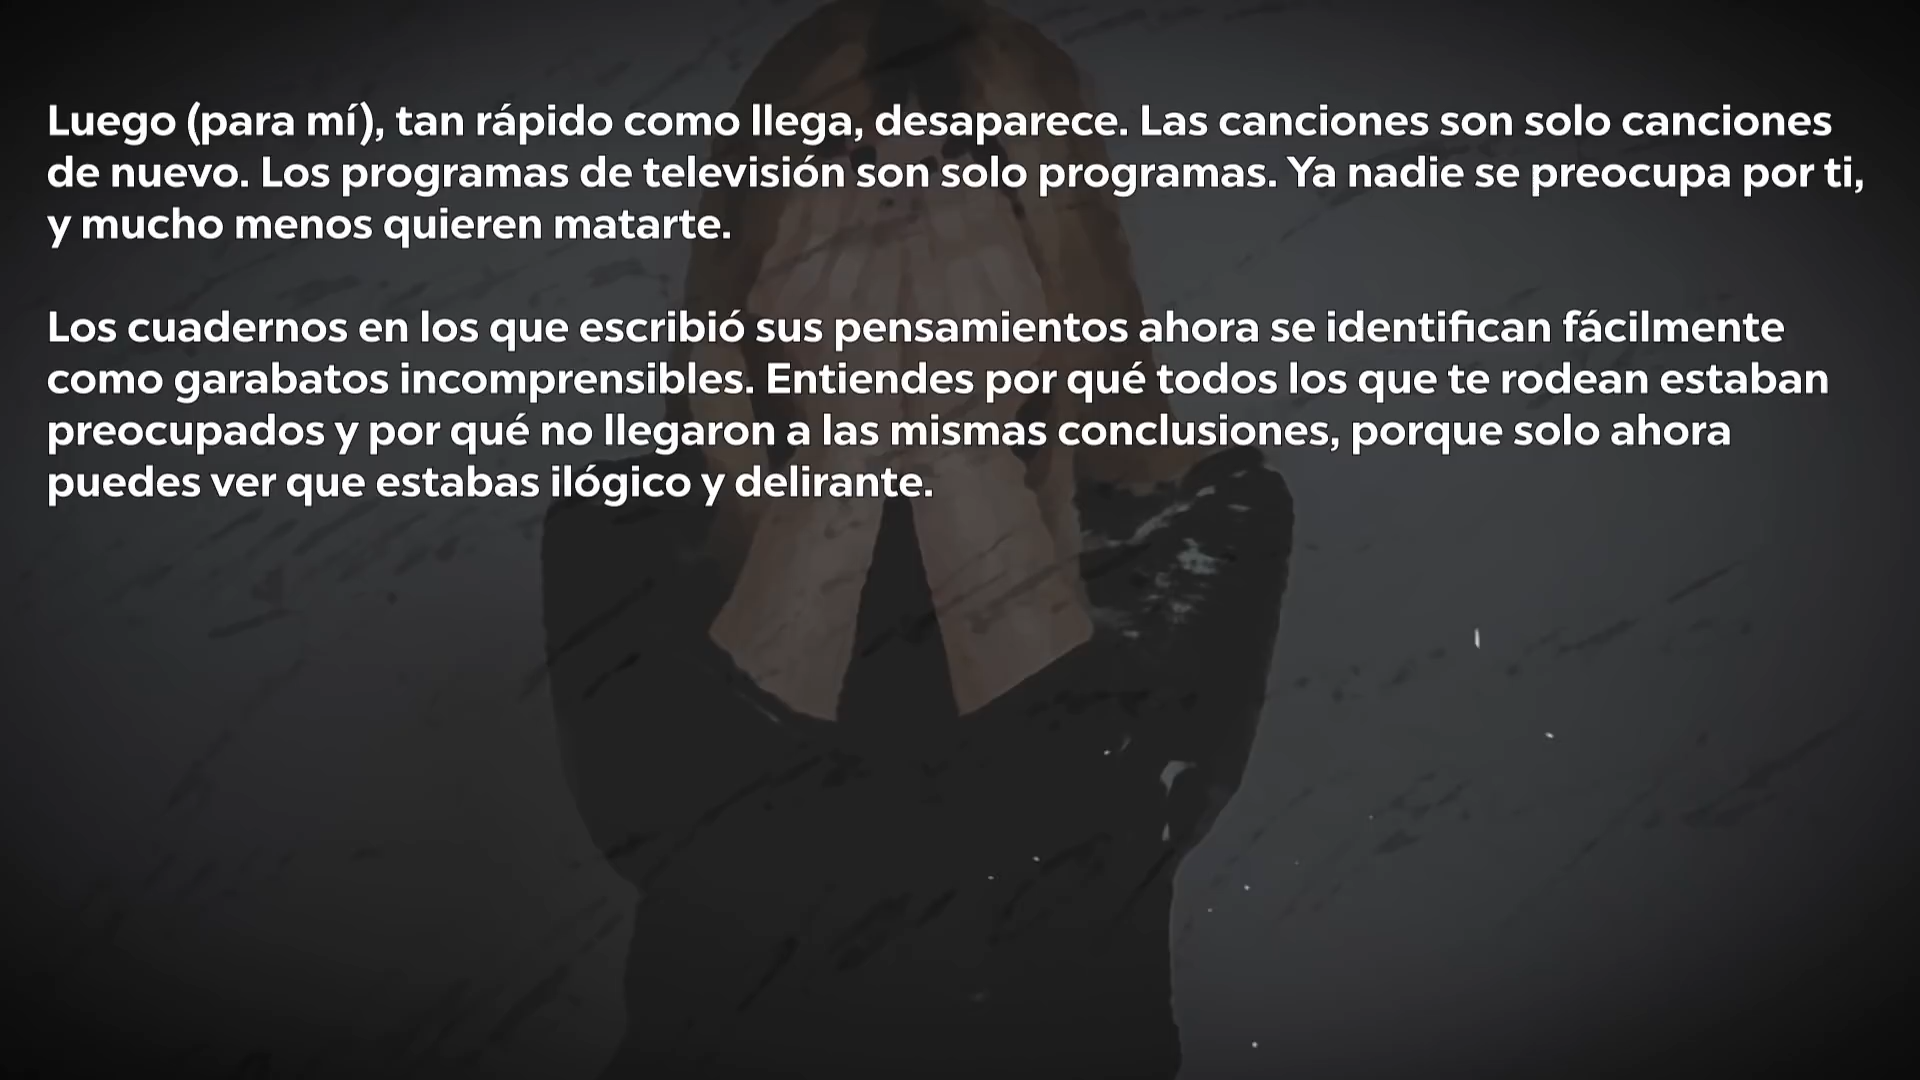 Luego (para mí), tan rápido como llega, desaparece. Las canciones son solo canciones
de nuevo. Los programas de televisión son solo programas. Ya nadie se preocupa por ti,
y mucho menos quieren matarte.
Los cuadernos en los que escribió sus pensamientos ahora se identifican fácilmente
como garabatos incomprensibles. Entiendes por qué todos los que te rodean estaban
preocupados y por qué no llegaron a las mismas conclusiones, porque solo ahora
puedes ver que estabas ilógico y delirante.